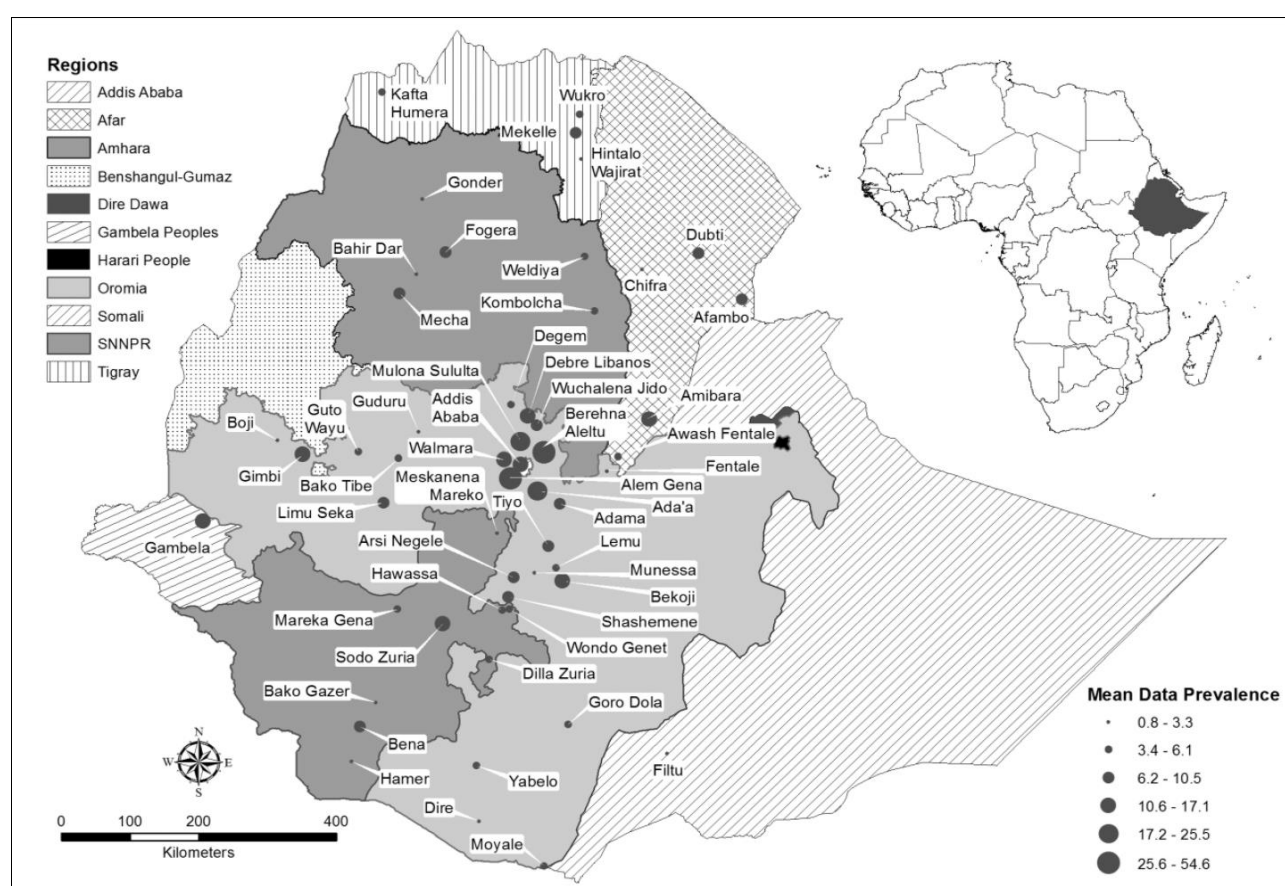 Regions
Addis Ababa
Afar
Amhara
Benshangul-Gumaz
Dire Dawa
Gambela Peoples
Harari People
Oromia
Somali
SNNPR
Tigray
Kafta
Humera
Wukro
Mekelle
Hintalo
Wajirat
Gonder
Fogera
Bahir Dar
Weldiya
Mecha
Kombolcha
Dubti
Chifra
Afambo
Degem
Debre Libanos
Mulona Sululta
Wuchalena Jido
Amibara
Guduru
Addis
Ababa
Berehna
Aleltu
Guto
Wayu
Boji
Walmara
Awash Fentale
Gimbi
Bako Tibe
Meskanena
Mareko
Fentale
Alem Gena
Limu Seka
Tiyo
Ada'a
Adama
Gambela
Arsi Negele
Lemu
Hawassa
Munessa
Bekoji
Mareka Gena
Shashemene
Sodo Zuria
Wondo Genet
Dilla Zuria
Bako Gazer
Goro Dola
Bena
Hamer
Yabelo
Filtu
Dire
Moyale
N
W E
S
0 100 200 400
Kilometers
Mean Data Prevalence
0.8 - 3.3
3.4 - 6.1
6.2 - 10.5
10.6 - 17.1
17.2 - 25.5
25.6 - 54.6